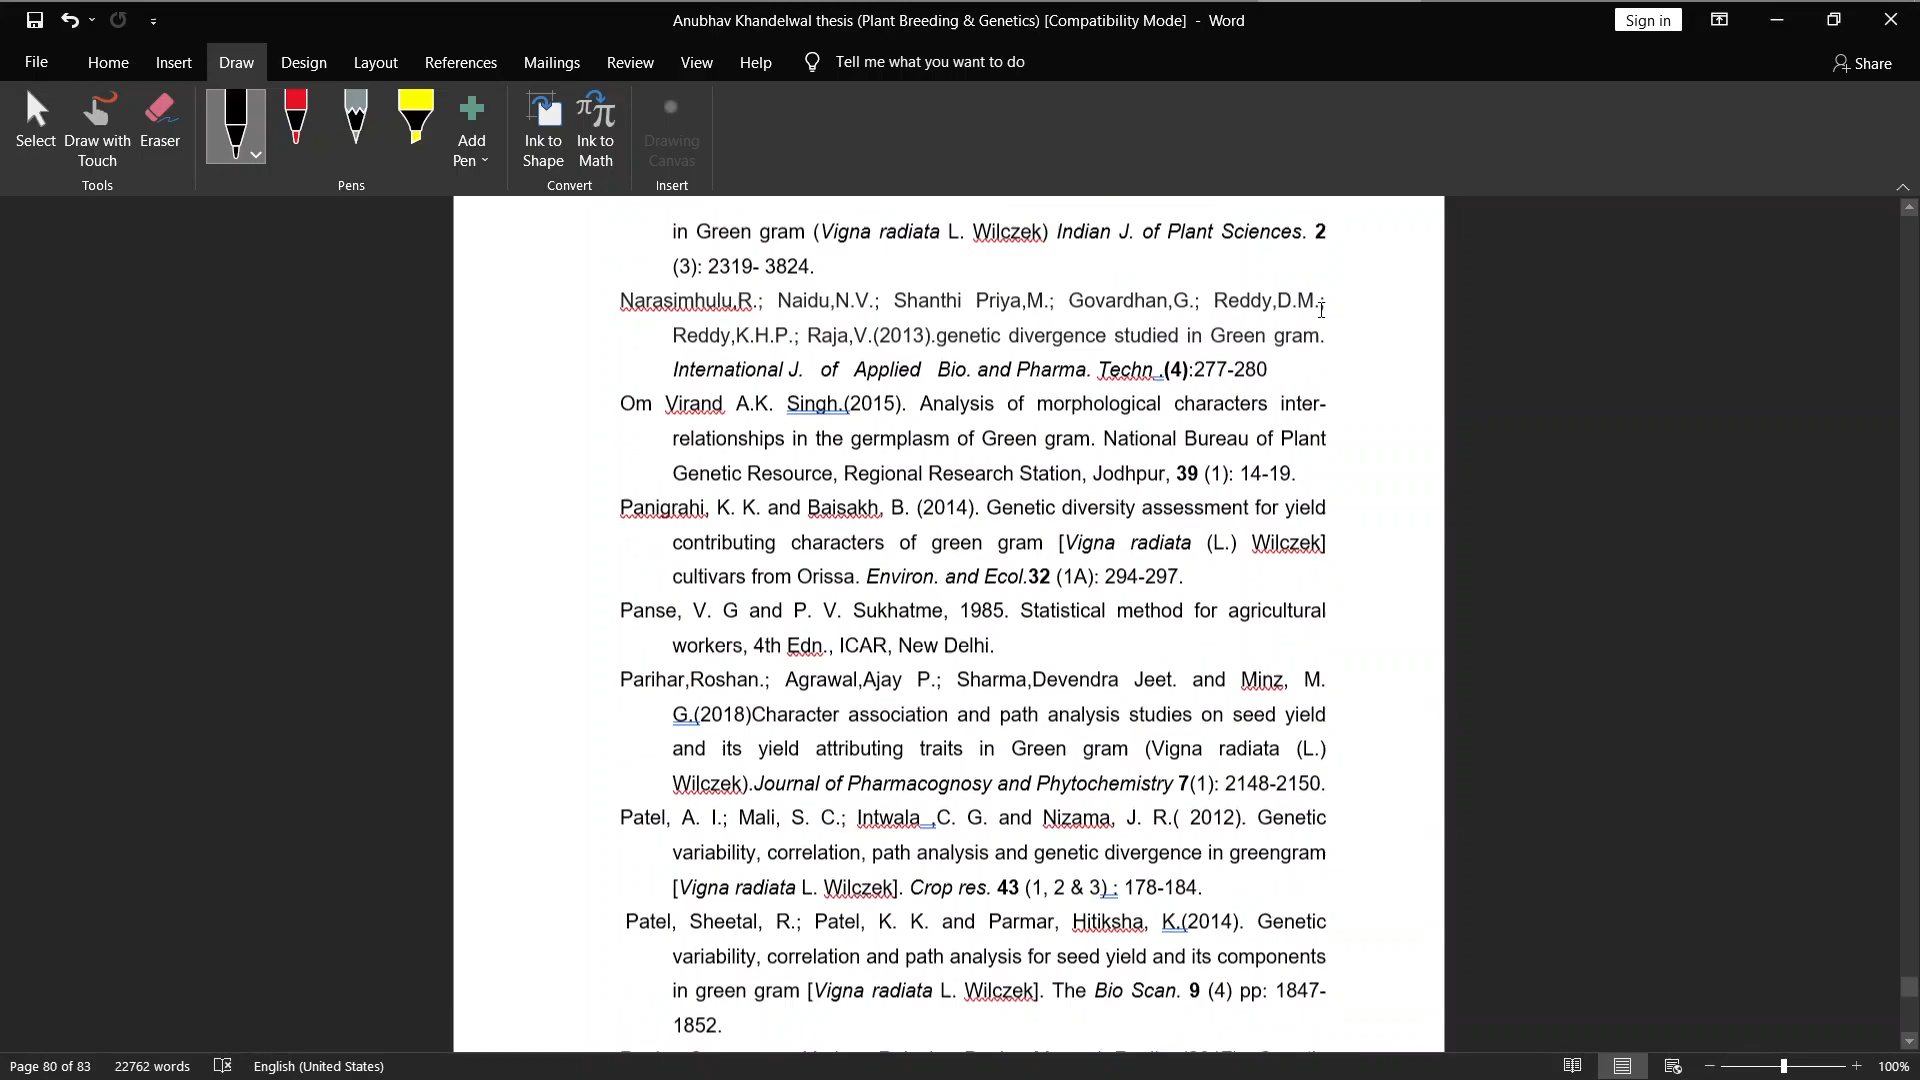 Anubhav Khandelwal thesis (Plant Breeding & Genetics) [Compatibility Mode] - Word
Sign in
File Home Insert Draw Design Layout References Mailings Review View Help Tell me what you want to do
Share
Select
Draw with Touch
Eraser
Add Pen
Ink to Shape
Ink to Math
Drawing Canvas
Tools
Pens
Convert
Insert
in Green gram (Vigna radiata L. Wilczek) Indian J. of Plant Sciences. 2
(3): 2319- 3824.
Narasimhulu,R.; Naidu,N.V.; Shanthi Priya,M.; Govardhan,G.; Reddy,D.M.;
Reddy,K.H.P.; Raja,V.(2013).genetic divergence studied in Green gram.
International J. of Applied Bio. and Pharma. Techn .(4):277-280
Om Virand A.K. Singh.(2015). Analysis of morphological characters inter-
relationships in the germplasm of Green gram. National Bureau of Plant
Genetic Resource, Regional Research Station, Jodhpur, 39 (1): 14-19.
Panigrahi, K. K. and Baisakh, B. (2014). Genetic diversity assessment for yield
contributing characters of green gram [Vigna radiata (L.) Wilczek]
cultivars from Orissa. Environ. and Ecol.32 (1A): 294-297.
Panse, V. G and P. V. Sukhatme, 1985. Statistical method for agricultural
workers, 4th Edn., ICAR, New Delhi.
Parihar,Roshan.; Agrawal,Ajay P.; Sharma,Devendra Jeet. and Minz, M.
G.(2018)Character association and path analysis studies on seed yield
and its yield attributing traits in Green gram (Vigna radiata (L.)
Wilczek).Journal of Pharmacognosy and Phytochemistry 7(1): 2148-2150.
Patel, A. I.; Mali, S. C.; Intwala ,C. G. and Nizama, J. R.( 2012). Genetic
variability, correlation, path analysis and genetic divergence in greengram
[Vigna radiata L. Wilczek]. Crop res. 43 (1, 2 & 3) : 178-184.
Patel, Sheetal, R.; Patel, K. K. and Parmar, Hitiksha, K.(2014). Genetic
variability, correlation and path analysis for seed yield and its components
in green gram [Vigna radiata L. Wilczek]. The Bio Scan. 9 (4) pp: 1847-
1852.
Page 80 of 83 22762 words English (United States) 100%